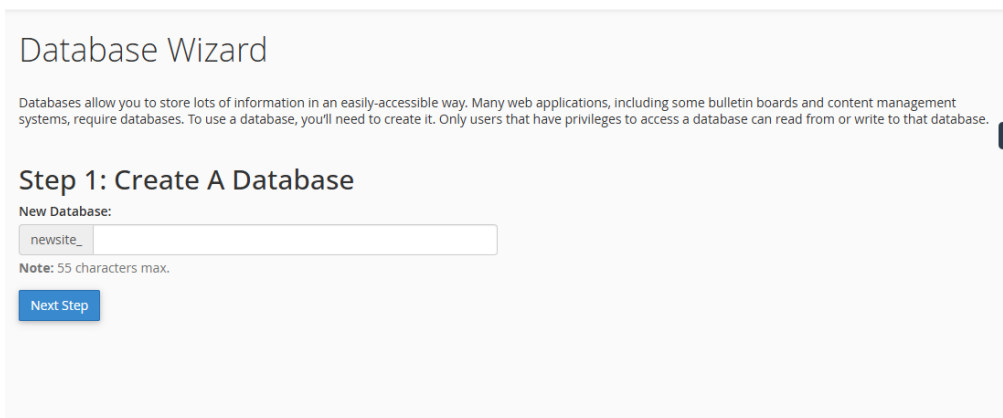 Database Wizard
Databases allow you to store lots of information in an easily-accessible way. Many web applications, including some bulletin boards and content management
systems, require databases. To use a database, you'll need to create it. Only users that have privileges to access a database can read from or write to that database.
Step 1: Create A Database
New Database:
newsite_
Note: 55 characters max.
Next Step